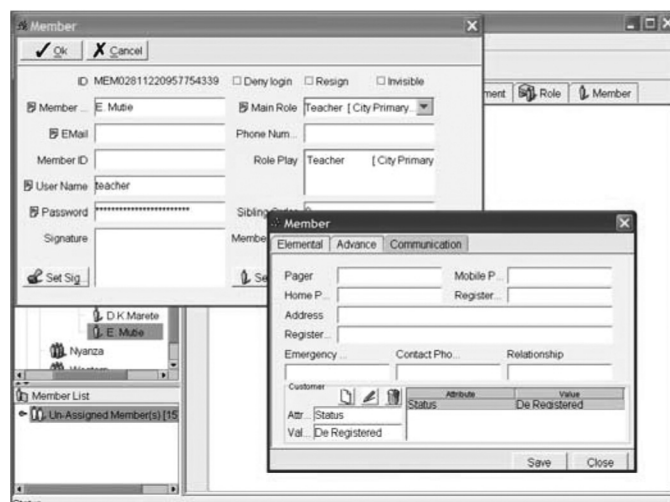 Member
Ok Cancel
ID MEM02811220957754339 Deny login Resign Invisible
Member ... E. Mutie Main Role Teacher [ City Primary...
EMail Phone Num...
Member ID Role Play Teacher [ City Primary
User Name teacher
Password ************************ Sibling
Signature Member
Set Sig... Se
ment Role Member
Member
Elemental Advance Communication
Pager Mobile P...
Home P... Register...
Address
Register...
Emergency ... Contact Pho... Relationship
Customer
Attribute Value
Status De Registered
Attr... Status
Val... De Registered
Save Close
D.K.Marete
E. Mutie
Nyanza
Member List
Un-Assigned Member(s) [15